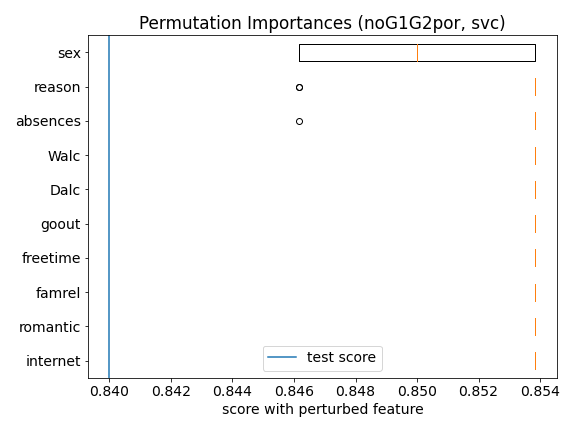 Permutation Importances (noG1G2por, svc)
sex
reason
absences
Walc
Dalc
goout
freetime
famrel
romantic
internet
test score
0.840 0.842 0.844 0.846 0.848 0.850 0.852 0.854
score with perturbed feature